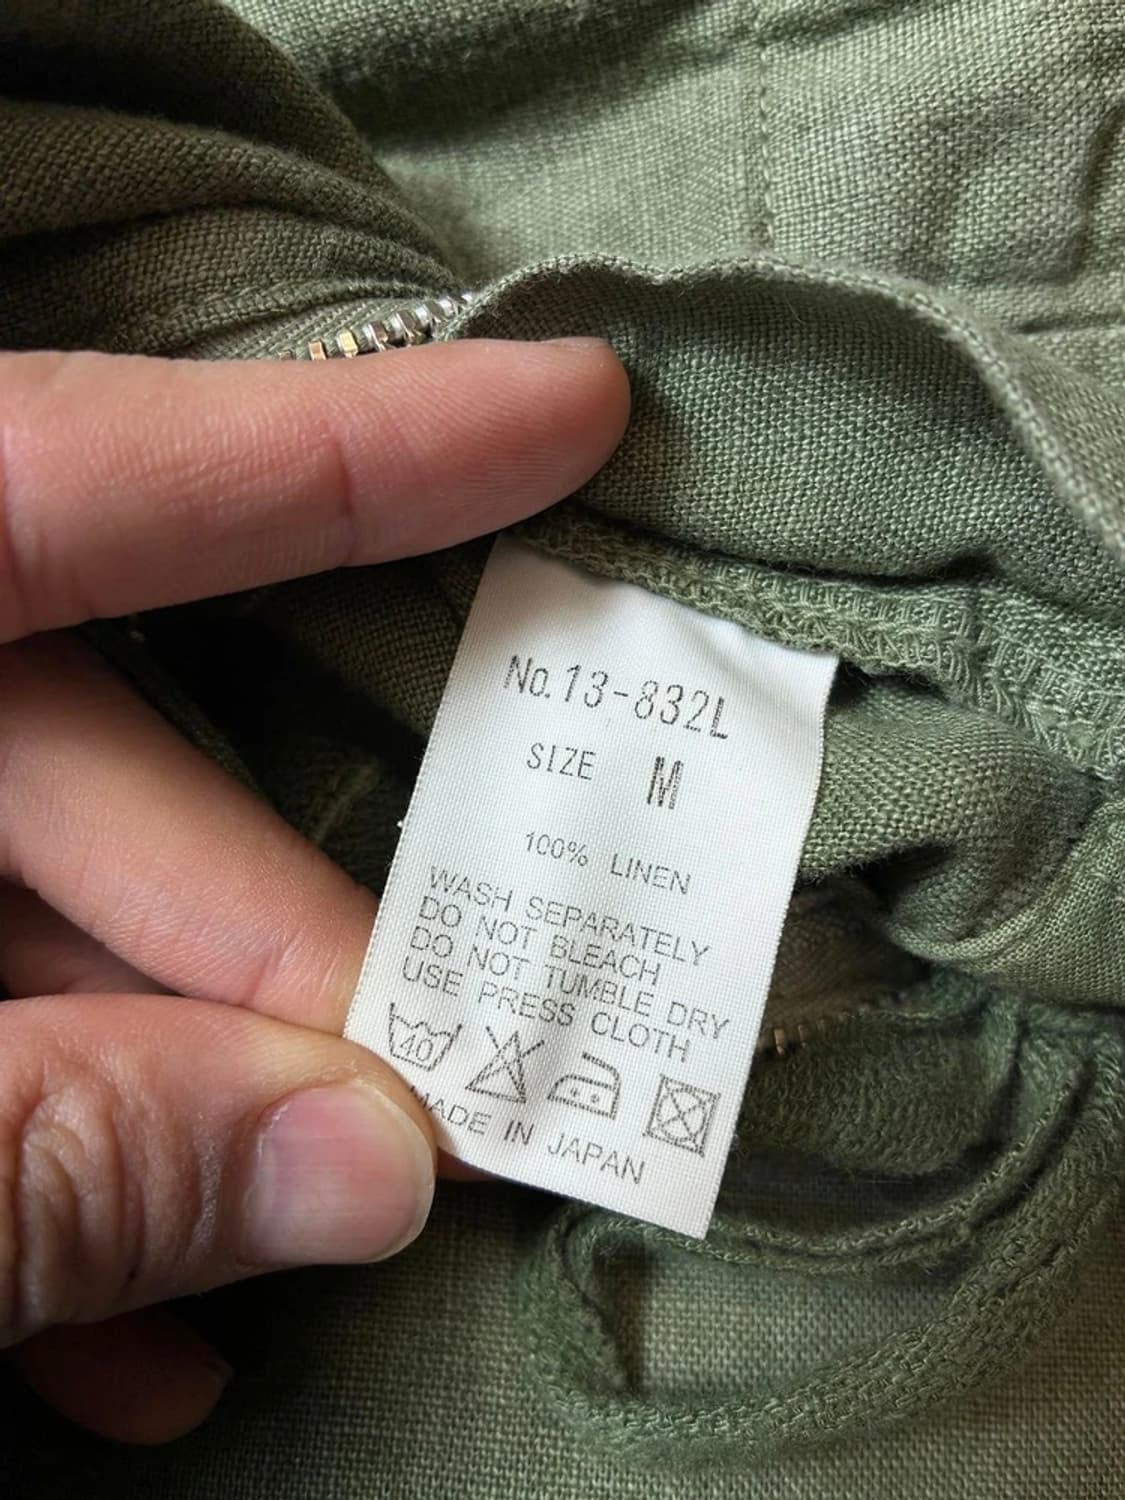 No.13-832L
SIZE M
100% LINEN
WASH SEPARATELY
DO NOT BLEACH
DO NOT TUMBLE DRY
USE PRESS CLOTH
40
MADE IN JAPAN